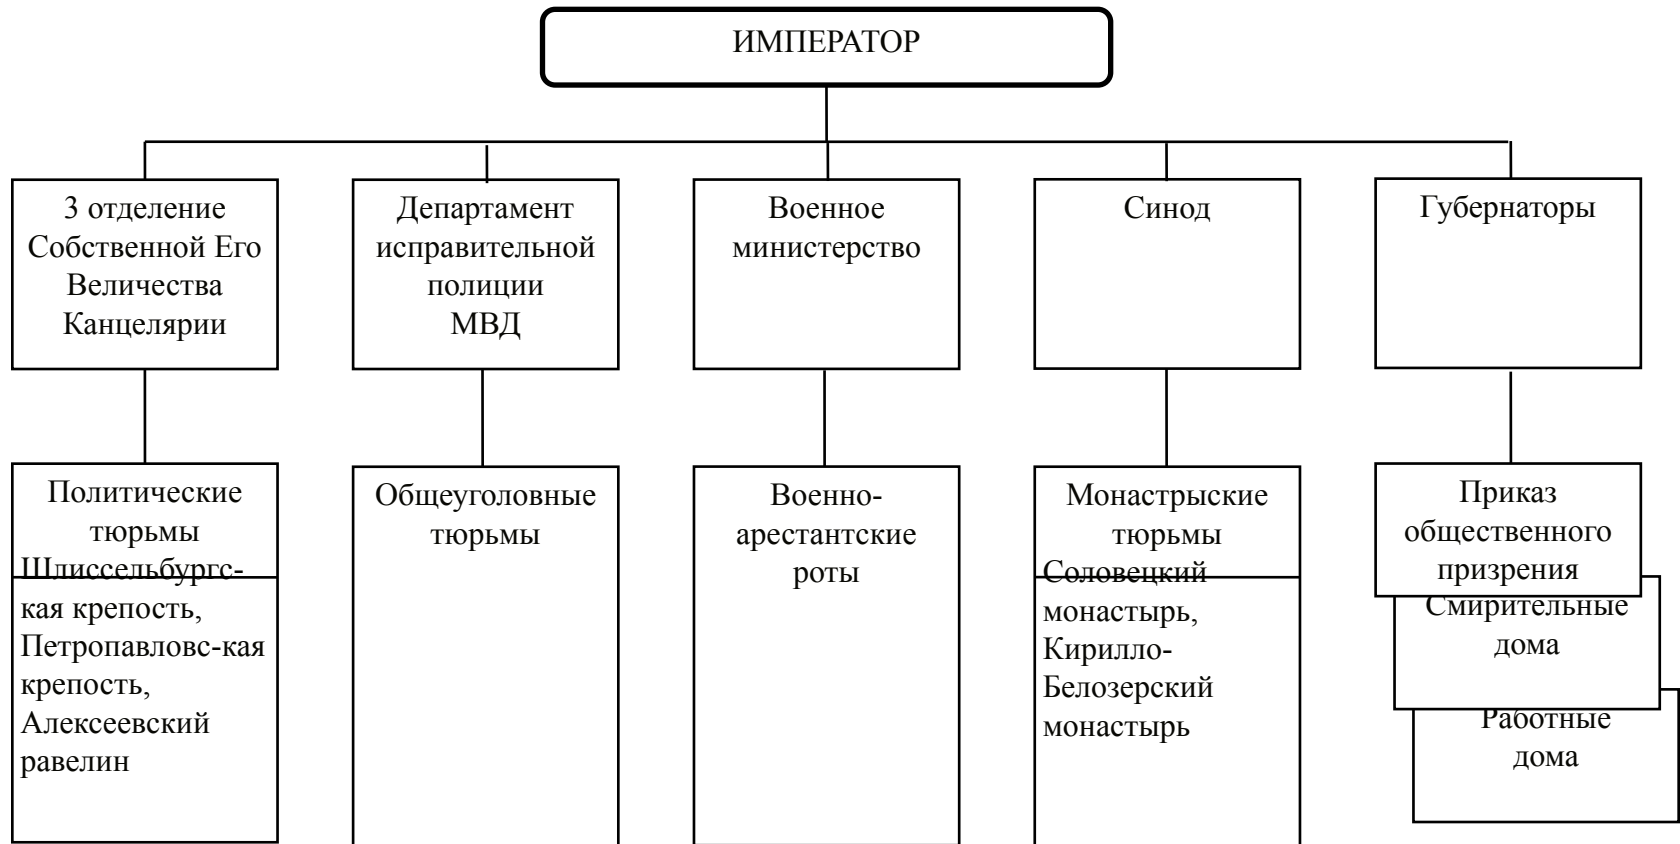 ИМПЕРАТОР
3 отделение
Собственной Его
Величества
Канцелярии
Департамент
исправительной
полиции
МВД
Военное
министерство
Синод
Губернаторы
Политические
тюрьмы
Шлиссельбургс-
кая крепость,
Петропавловс-кая
крепость,
Алексеевский
равелин
Общеуголовные
тюрьмы
Военно-
арестантские
роты
Монастрыские
тюрьмы
Соловецкий
монастырь,
Кирилло-
Белозерский
монастырь
Приказ
общественного
призрения
Смирительные
дома
Работные
дома